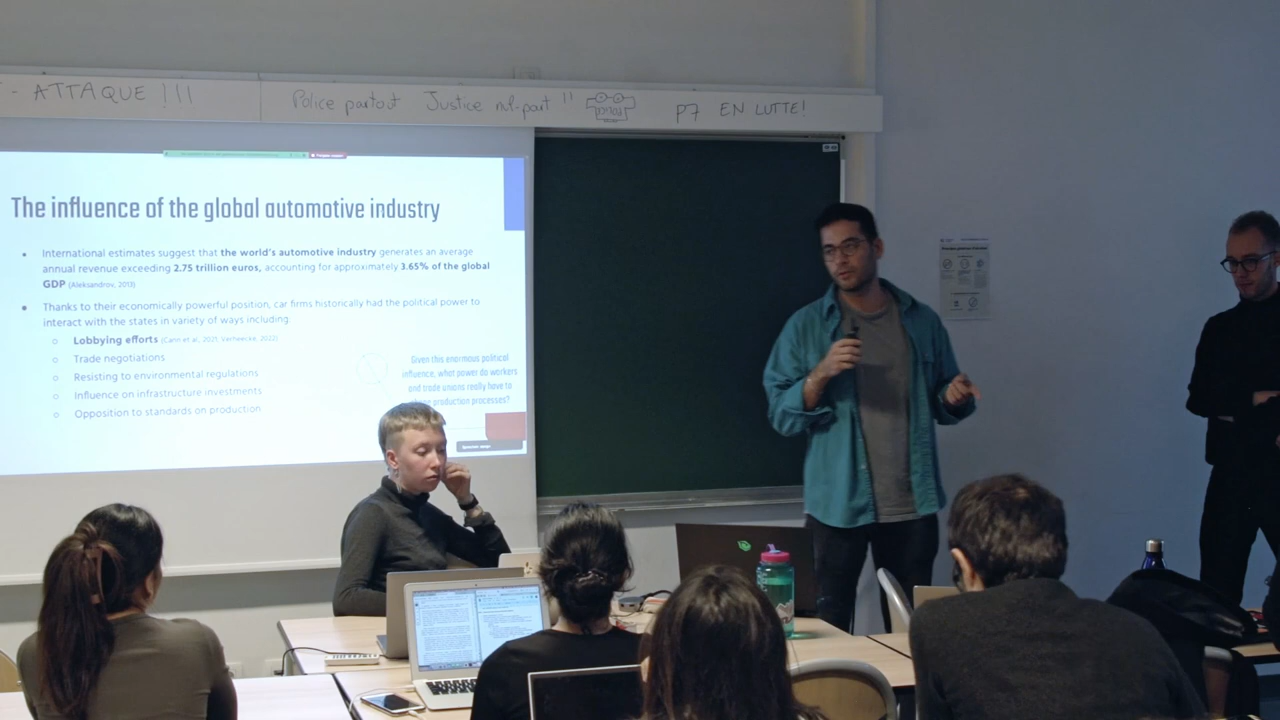 - ATTAQUE !!!
Police partout Justice nul-part !!
P7 EN LUTTE!
The influence of the global automotive industry
International estimates suggest that the world's automotive industry generates an average
annual revenue exceeding 2.75 trillion euros, accounting for approximately 3.65% of the global
GDP (Aleksandrov, 2013)
Thanks to their economically powerful position, car firms historically had the political power to
interact with the states in variety of ways including:
Lobbying efforts (Cann et al, 2021, Verheecke, 2022)
Trade negotiations
Resisting to environmental regulations
Influence on infrastructure investments
Opposition to standards on production
Given this enormous political
influence, what power do workers
and trade unions really have to
production processes?